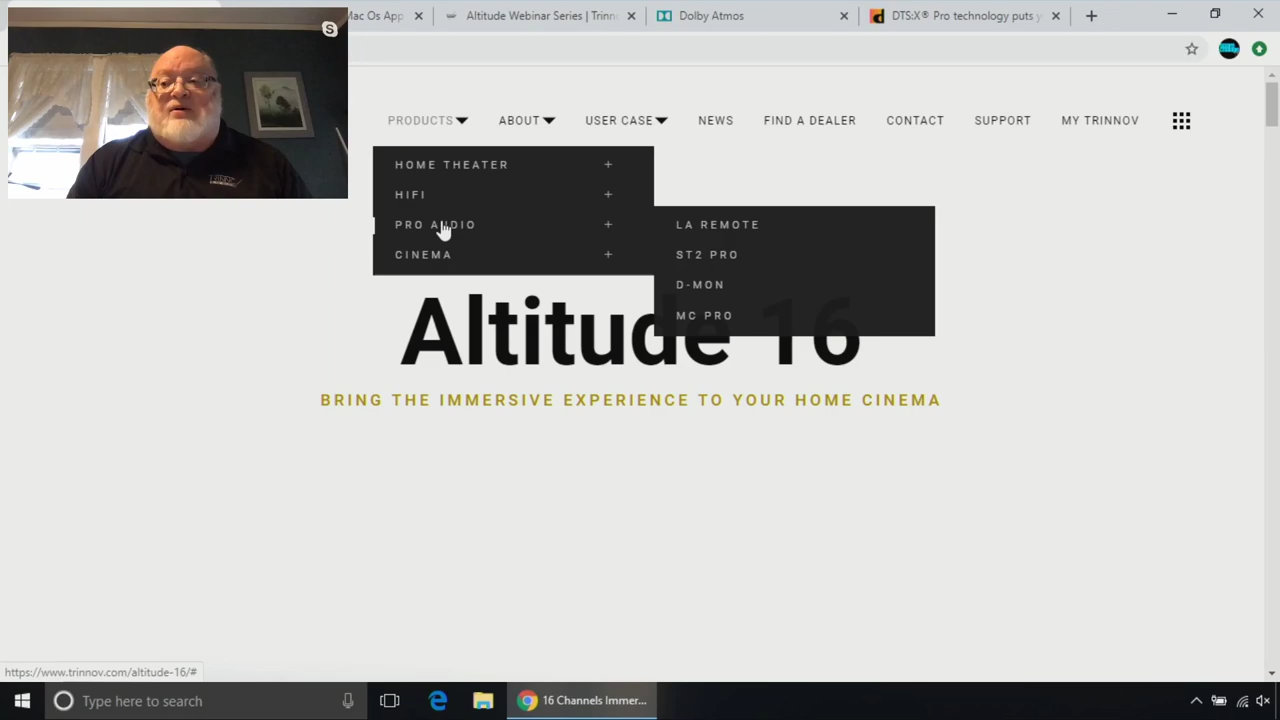 Mac Os App
Altitude Webinar Series | Trinno
Dolby Atmos
DTS:X® Pro technology puts y
PRODUCTS
ABOUT
USER CASE
NEWS
FIND A DEALER
CONTACT
SUPPORT
MY TRINNOV
HOME THEATER +
HIFI +
PRO AUDIO +
CINEMA +
LA REMOTE
ST2 PRO
D-MON
MC PRO
Altitude 16
BRING THE IMMERSIVE EXPERIENCE TO YOUR HOME CINEMA
https://www.trinnov.com/altitude-16/#
Type here to search
16 Channels Immer...